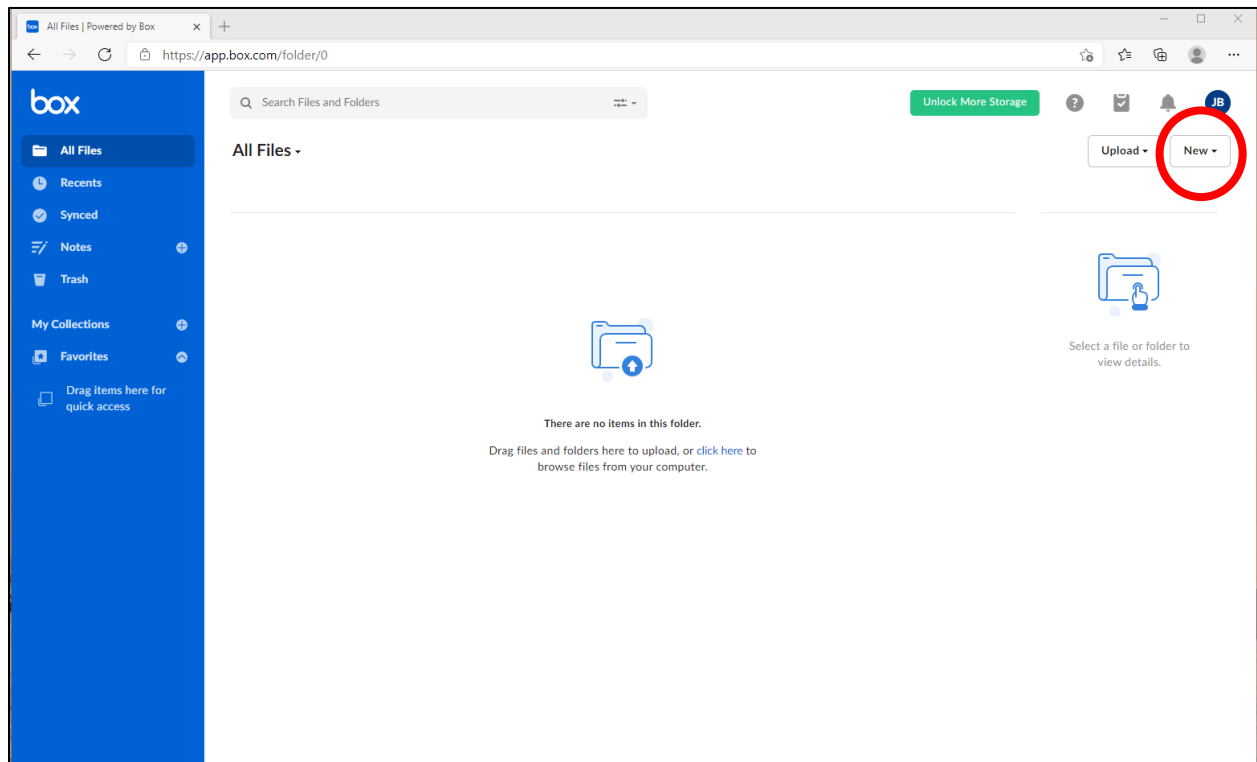 All Files | Powered by Box
https://app.box.com/folder/0
box
Search Files and Folders
Unlock More Storage
?
JB
All Files
All Files
Upload
New
Recents
Synced
Notes
Trash
My Collections
Favorites
Drag items here for
quick access
Select a file or folder to
view details.
There are no items in this folder.
Drag files and folders here to upload, or click here to
browse files from your computer.